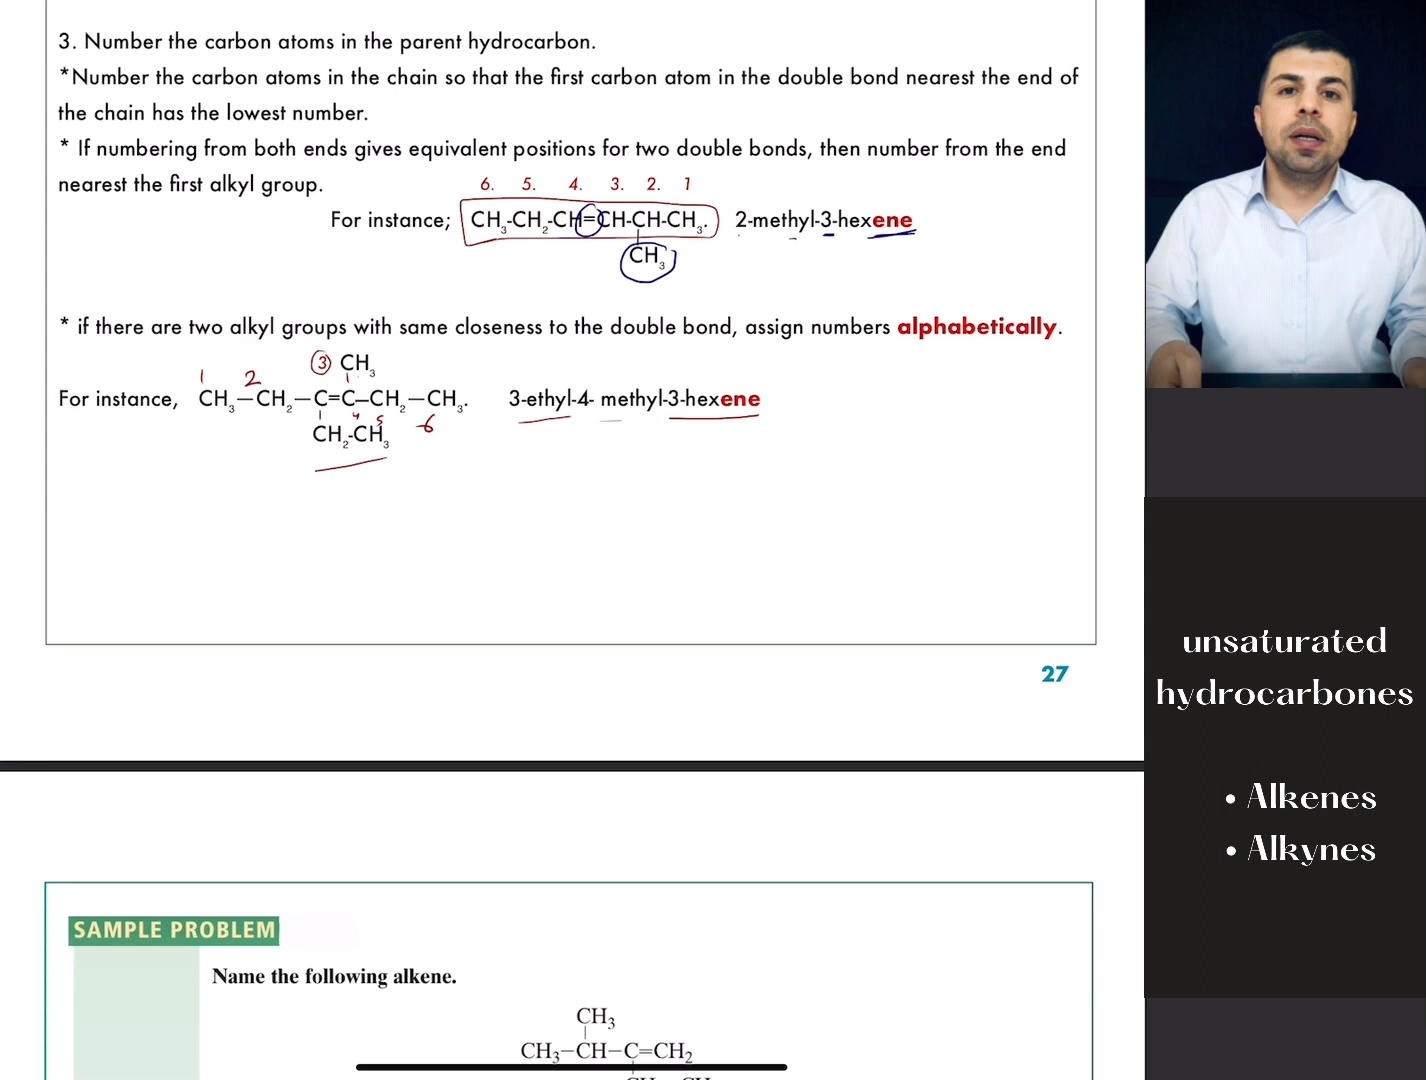 3. Number the carbon atoms in the parent hydrocarbon.
*Number the carbon atoms in the chain so that the first carbon atom in the double bond nearest the end of
the chain has the lowest number.
* If numbering from both ends gives equivalent positions for two double bonds, then number from the end
nearest the first alkyl group.
6. 5. 4. 3. 2. 1
For instance; CH₃-CH₂-CH=CH-CH-CH₃. 2-methyl-3-hexene
CH₃
* if there are two alkyl groups with same closeness to the double bond, assign numbers alphabetically.
③ CH₃
1 2
For instance, CH₃–CH₂–C=C–CH₂–CH₃. 3-ethyl-4- methyl-3-hexene
4 5 6
CH₂-CH₃
27
SAMPLE PROBLEM
Name the following alkene.
CH₃
CH₃–CH–C=CH₂
unsaturated
hydrocarbones
• Alkenes
• Alkynes